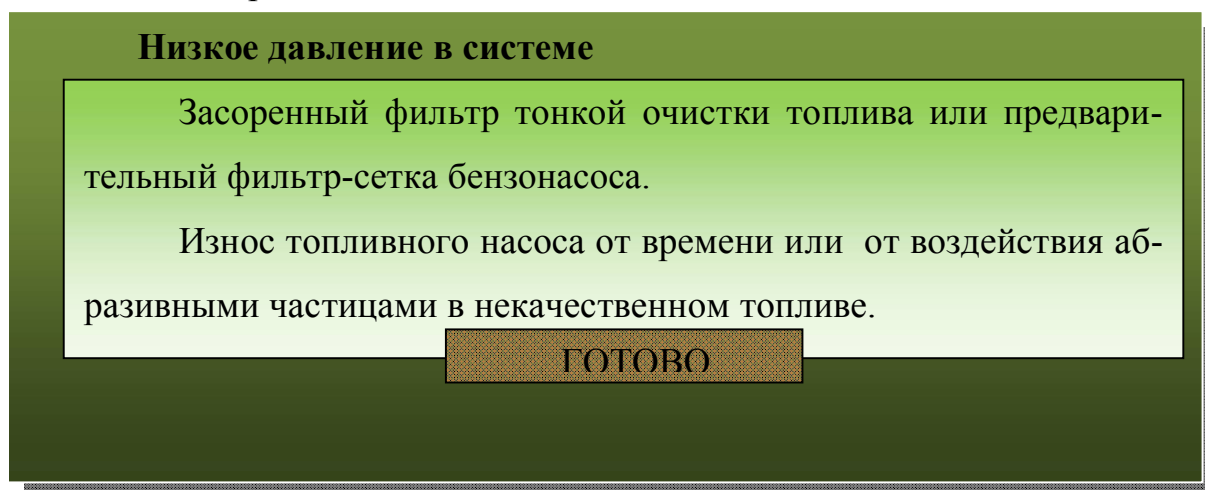 Низкое давление в системе
Засоренный фильтр тонкой очистки топлива или предвари-
тельный фильтр-сетка бензонасоса.
Износ топливного насоса от времени или  от воздействия аб-
разивными частицами в некачественном топливе.
ГОТОВО